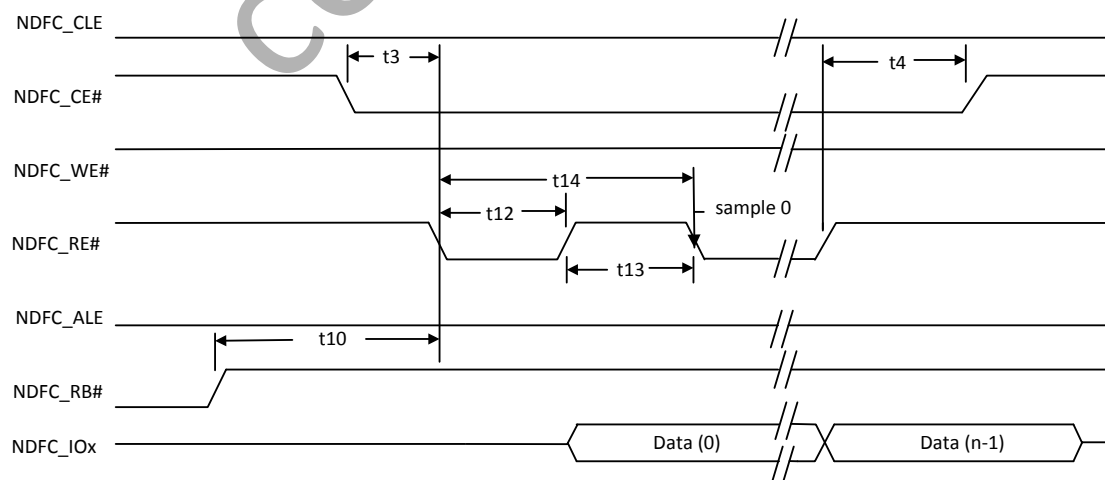 NDFC_CLE
t3
t4
NDFC_CE#
NDFC_WE#
t14
sample 0
t12
NDFC_RE#
t13
NDFC_ALE
t10
NDFC_RB#
NDFC_IOx
Data (0)
Data (n-1)